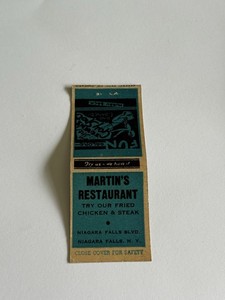 Try us - we have it
MARTIN'S
RESTAURANT
TRY OUR FRIED
CHICKEN & STEAK
NIAGARA FALLS BLVD.
NIAGARA FALLS, N. Y.
CLOSE COVER FOR SAFETY
FUN